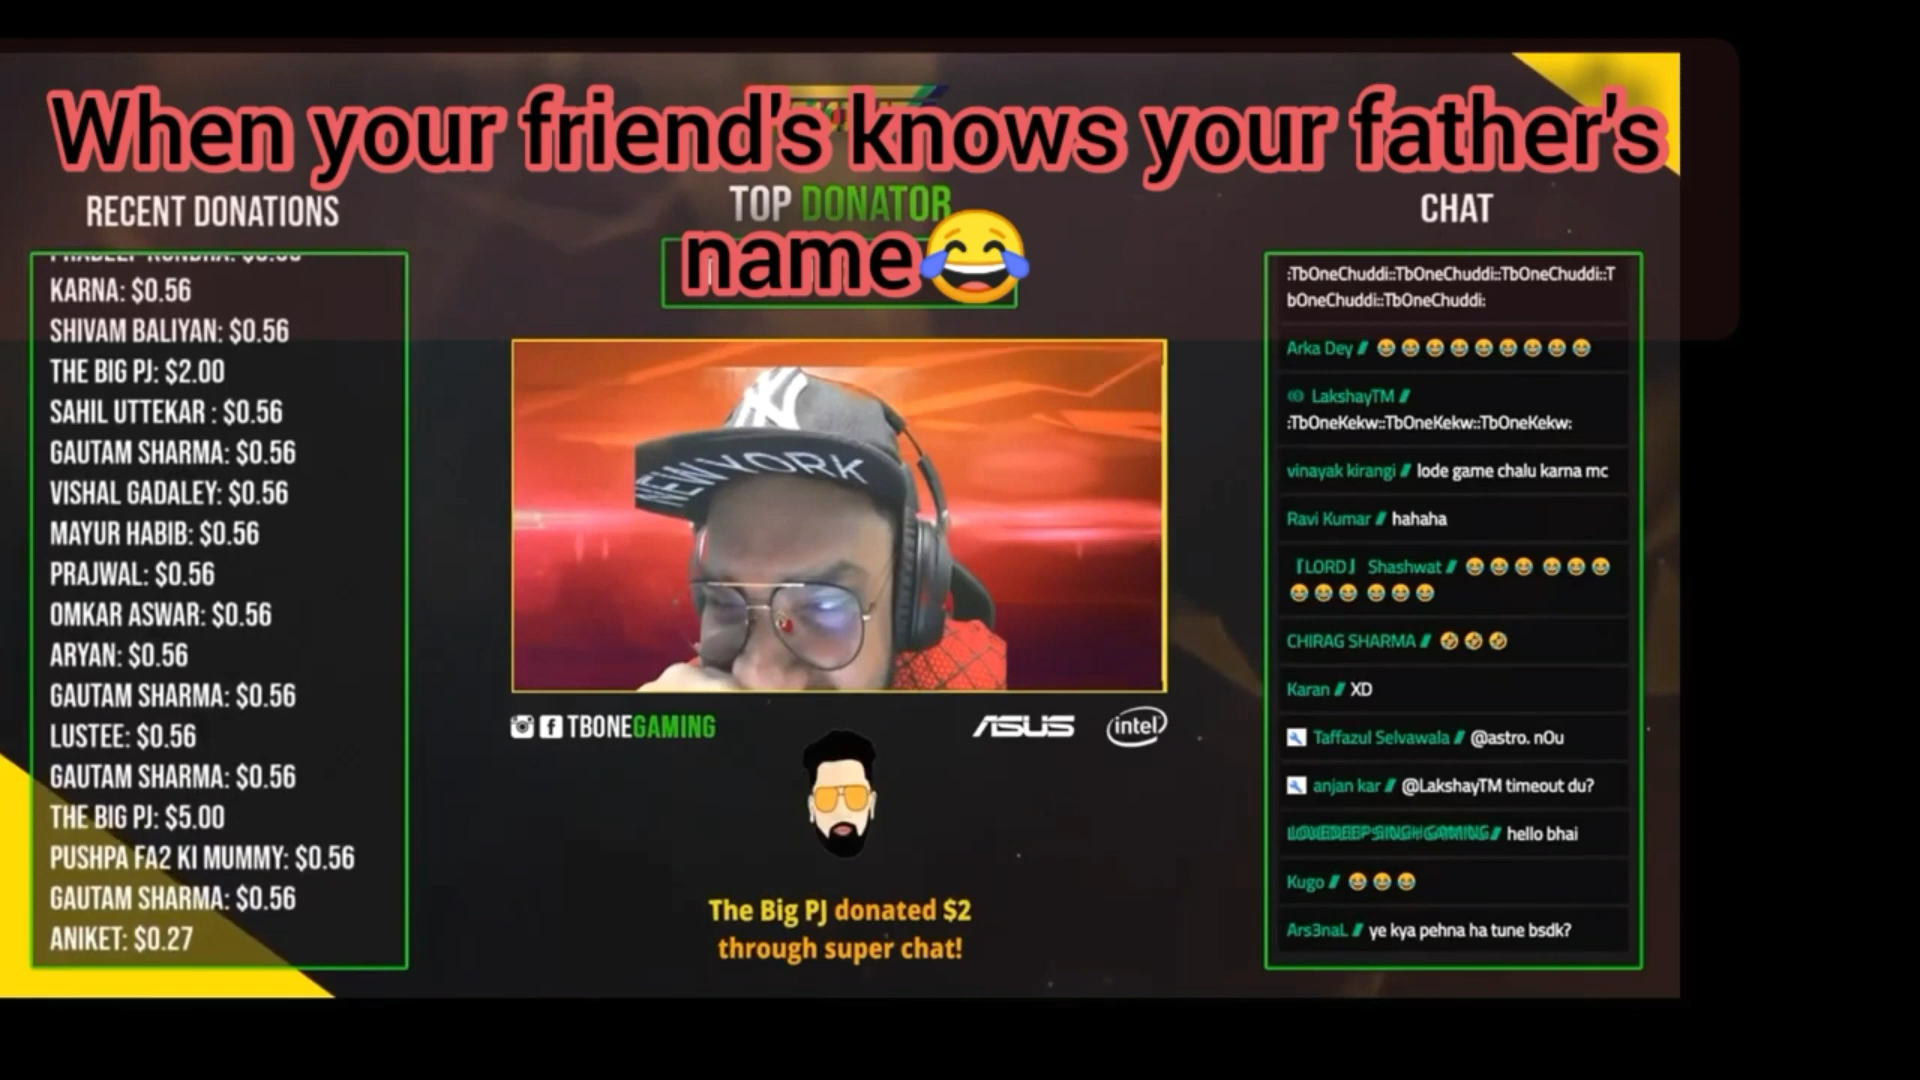 When your friend's knows your father's
name😂
RECENT DONATIONS
KARNA: $0.56
SHIVAM BALIYAN: $0.56
THE BIG PJ: $2.00
SAHIL UTTEKAR : $0.56
GAUTAM SHARMA: $0.56
VISHAL GADALEY: $0.56
MAYUR HABIB: $0.56
PRAJWAL: $0.56
OMKAR ASWAR: $0.56
ARYAN: $0.56
GAUTAM SHARMA: $0.56
LUSTEE: $0.56
GAUTAM SHARMA: $0.56
THE BIG PJ: $5.00
PUSHPA FA2 KI MUMMY: $0.56
GAUTAM SHARMA: $0.56
ANIKET: $0.27
TOP DONATOR
NEW YORK
TBONEGAMING
ASUS
intel
The Big PJ donated $2
through super chat!
CHAT
:TbOneChuddi::TbOneChuddi::TbOneChuddi::T
bOneChuddi::TbOneChuddi:
Arka Dey // 😂😂😂😂😂😂😂😂😂
LakshayTM //
:TbOneKekw::TbOneKekw::TbOneKekw:
vinayak kirangi // lode game chalu karna mc
Ravi Kumar // hahaha
『LORD』 Shashwat // 😂😂😂😂😂😂
😂😂😂😂😂😂
CHIRAG SHARMA // 🤣🤣🤣
Karan // XD
Taffazul Selvawala // @astro. nOu
anjan kar // @LakshayTM timeout du?
LOVEDEEP SINGH GAMING // hello bhai
Kugo // 😂😂😂
Ars3naL // ye kya pehna ha tune bsdk?